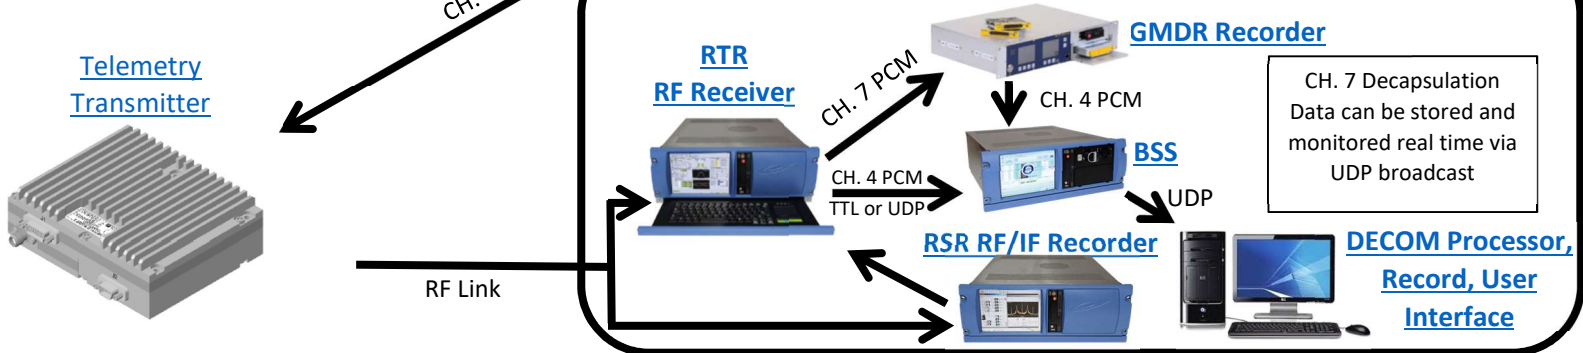 CH.
Telemetry
Transmitter
RTR
RF Receiver
CH. 7 PCM
GMDR Recorder
CH. 4 PCM
CH. 7 Decapsulation
Data can be stored and
monitored real time via
UDP broadcast
BSS
CH. 4 PCM
TTL or UDP
UDP
RSR RF/IF Recorder
DECOM Processor,
Record, User
Interface
RF Link